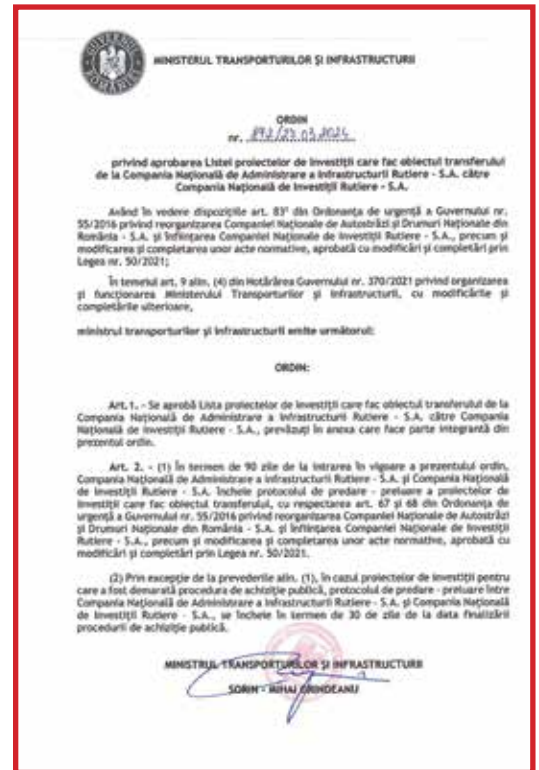 GUVERNUL ROMÂNIEI
MINISTERUL TRANSPORTURILOR ȘI INFRASTRUCTURII
ORDIN
nr. 892/27.03.2024
privind aprobarea Listei proiectelor de investiții care fac obiectul transferului
de la Compania Națională de Administrare a Infrastructurii Rutiere - S.A. către
Compania Națională de Investiții Rutiere - S.A.
Având în vedere dispozițiile art. 83¹ din Ordonanța de urgență a Guvernului nr.
55/2016 privind reorganizarea Companiei Naționale de Autostrăzi și Drumuri Naționale din
România - S.A. și înființarea Companiei Naționale de Investiții Rutiere - S.A., precum și
modificarea și completarea unor acte normative, aprobată cu modificări și completări prin
Legea nr. 50/2021;
În temeiul art. 9 alin. (4) din Hotărârea Guvernului nr. 370/2021 privind organizarea
și funcționarea Ministerului Transporturilor și Infrastructurii, cu modificările și
completările ulterioare,
ministrul transporturilor și infrastructurii emite următorul:
ORDIN:
Art.1. - Se aprobă Lista proiectelor de investiții care fac obiectul transferului de la
Compania Națională de Administrare a Infrastructurii Rutiere - S.A. către Compania
Națională de Investiții Rutiere - S.A., prevăzuți în anexa care face parte integrantă din
prezentul ordin.
Art. 2. - (1) În termen de 90 zile de la intrarea în vigoare a prezentului ordin,
Compania Națională de Administrare a Infrastructurii Rutiere - S.A. și Compania Națională
de Investiții Rutiere - S.A. încheie protocolul de predare - preluare a proiectelor de
investiții care fac obiectul transferului, cu respectarea art. 67 și 68 din Ordonanța de
urgență a Guvernului nr. 55/2016 privind reorganizarea Companiei Naționale de Autostrăzi
și Drumuri Naționale din România - S.A. și înființarea Companiei Naționale de Investiții
Rutiere - S.A., precum și modificarea și completarea unor acte normative, aprobată cu
modificări și completări prin Legea nr. 50/2021.
(2) Prin excepție de la prevederile alin. (1), în cazul proiectelor de investiții pentru
care a fost demarată procedura de achiziție publică, protocolul de predare - preluare între
Compania Națională de Administrare a Infrastructurii Rutiere - S.A. și Compania Națională
de Investiții Rutiere - S.A., se încheie în termen de 30 de zile de la data finalizării
procedurii de achiziție publică.
MINISTRUL TRANSPORTURILOR ȘI INFRASTRUCTURII
SORIN - MIHAI GRINDEANU